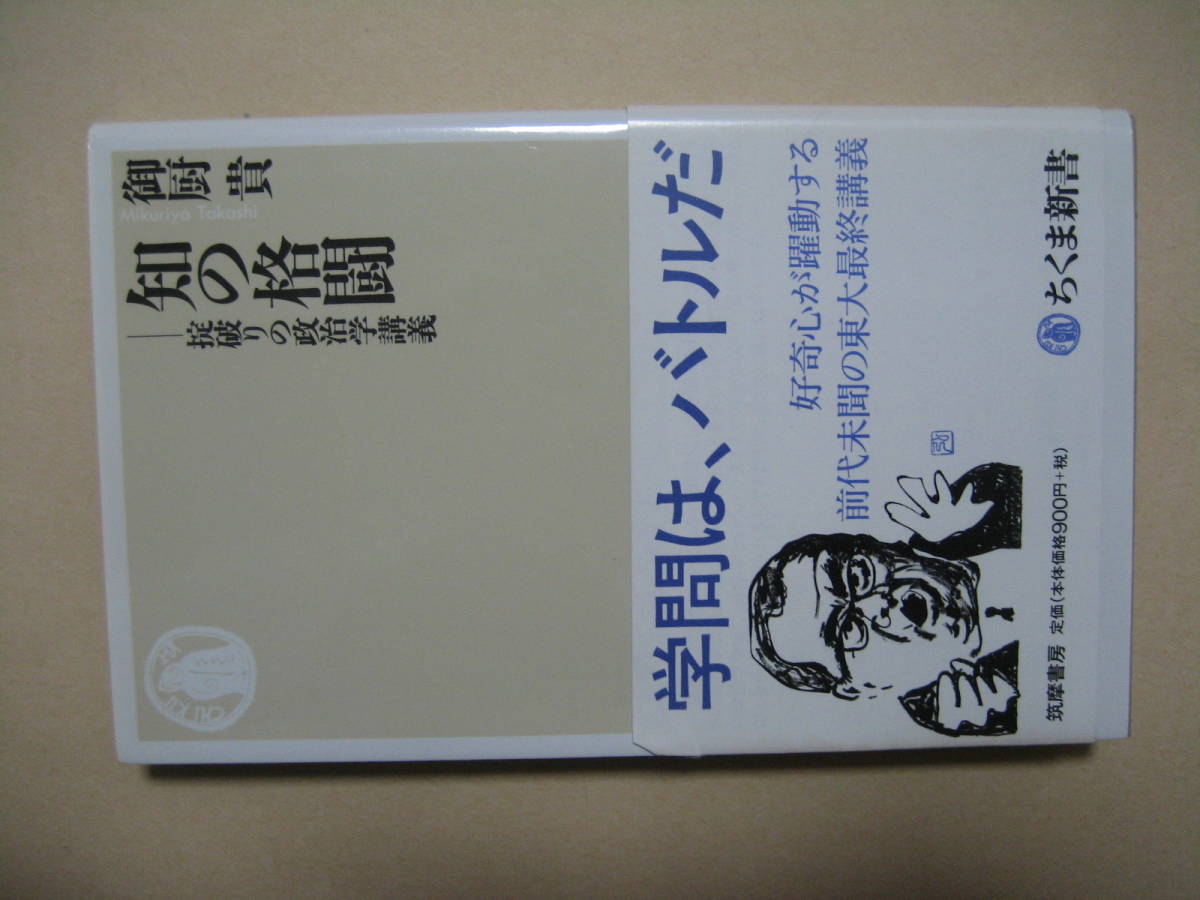 御厨 貴
Mikuriya Takashi
知の格闘
―掟破りの政治学講義
学問は、バトルだ
好奇心が躍動する
前代未聞の東大最終講義
ちくま新書
筑摩書房 定価(本体価格900円+税)